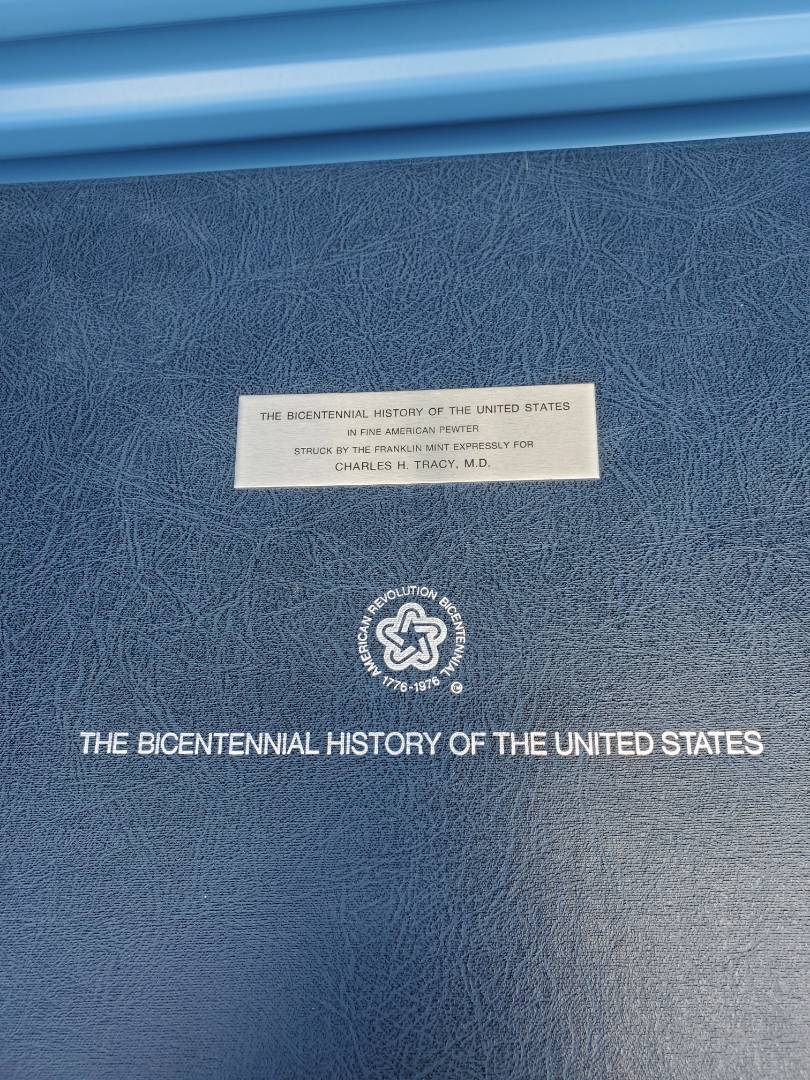 THE BICENTENNIAL HISTORY OF THE UNITED STATES
IN FINE AMERICAN PEWTER
STRUCK BY THE FRANKLIN MINT EXPRESSLY FOR
CHARLES H. TRACY, M.D.
AMERICAN REVOLUTION BICENTENNIAL
1776-1976 ©
THE BICENTENNIAL HISTORY OF THE UNITED STATES